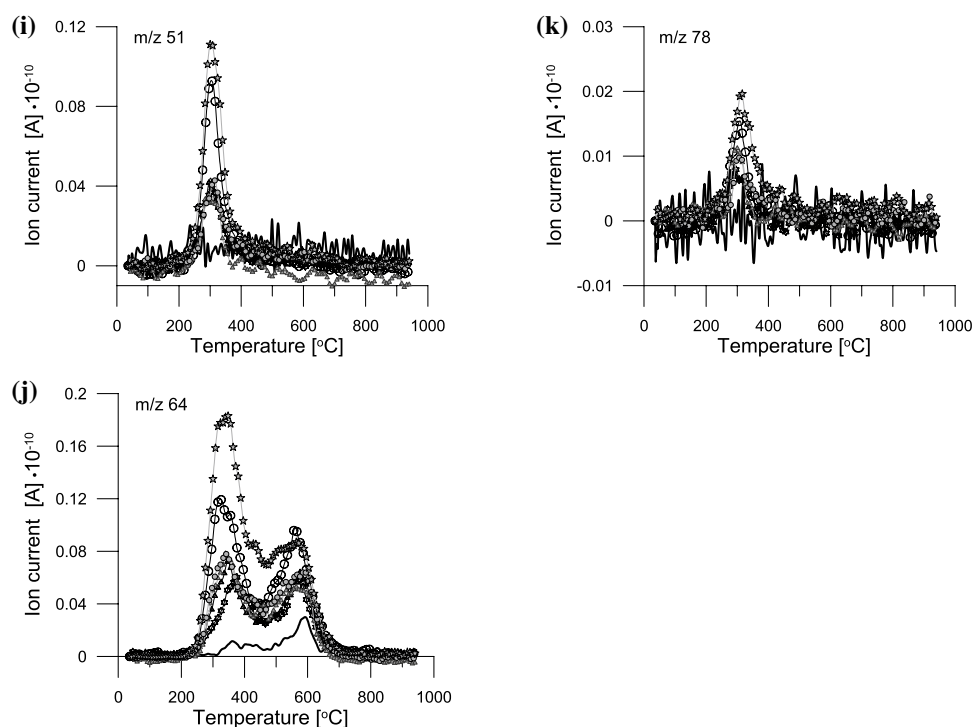 (i)
m/z 51
Ion current [A]·10⁻¹⁰
0.12
0.08
0.04
0
0 200 400 600 800 1000
Temperature [°C]
(k)
m/z 78
Ion current [A]·10⁻¹⁰
0.03
0.02
0.01
0
-0.01
0 200 400 600 800 1000
Temperature [°C]
(j)
m/z 64
Ion current [A]·10⁻¹⁰
0.2
0.16
0.12
0.08
0.04
0
0 200 400 600 800 1000
Temperature [°C]